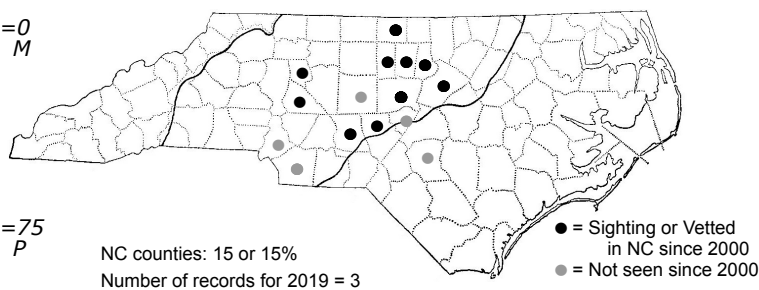 =0
M
=75
P
NC counties: 15 or 15%
Number of records for 2019 = 3
● = Sighting or Vetted
in NC since 2000
● = Not seen since 2000